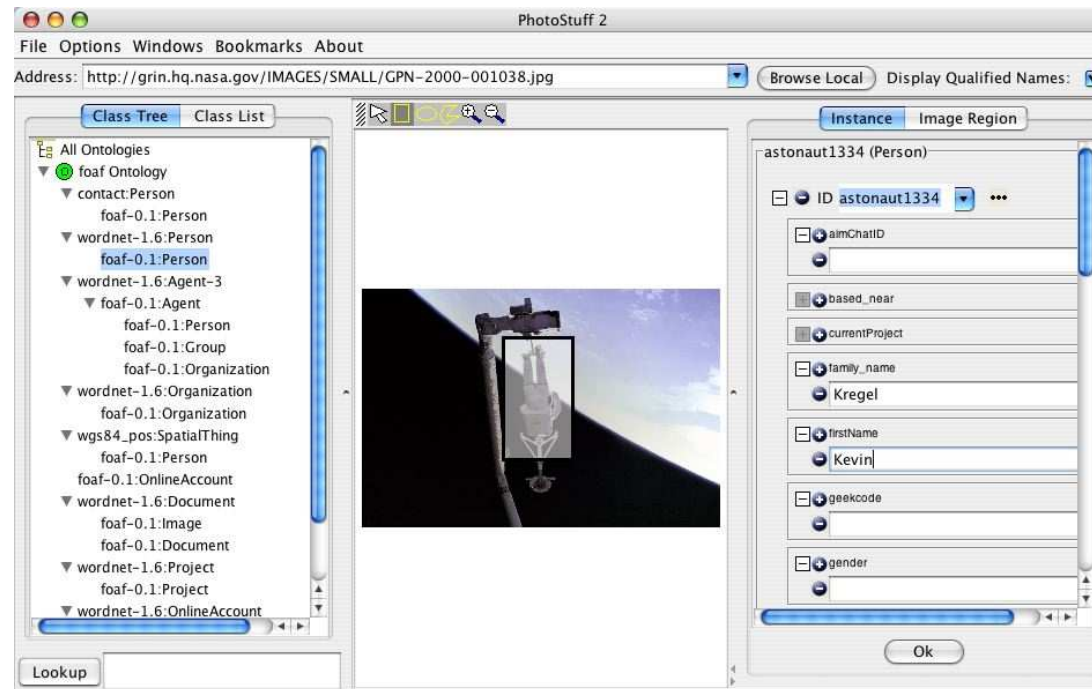 PhotoStuff 2
File Options Windows Bookmarks About
Address: http://grin.hq.nasa.gov/IMAGES/SMALL/GPN-2000-001038.jpg Browse Local Display Qualified Names:
Class Tree Class List
All Ontologies
foaf Ontology
contact:Person
foaf-0.1:Person
wordnet-1.6:Person
foaf-0.1:Person
wordnet-1.6:Agent-3
foaf-0.1:Agent
foaf-0.1:Person
foaf-0.1:Group
foaf-0.1:Organization
wordnet-1.6:Organization
foaf-0.1:Organization
wgs84_pos:SpatialThing
foaf-0.1:Person
foaf-0.1:OnlineAccount
wordnet-1.6:Document
foaf-0.1:Image
foaf-0.1:Document
wordnet-1.6:Project
foaf-0.1:Project
wordnet-1.6:OnlineAccount
Lookup
Instance Image Region
astonaut1334 (Person)
ID astonaut1334
aimChatID
based_near
currentProject
family_name
Kregel
firstName
Kevin
geekcode
gender
Ok